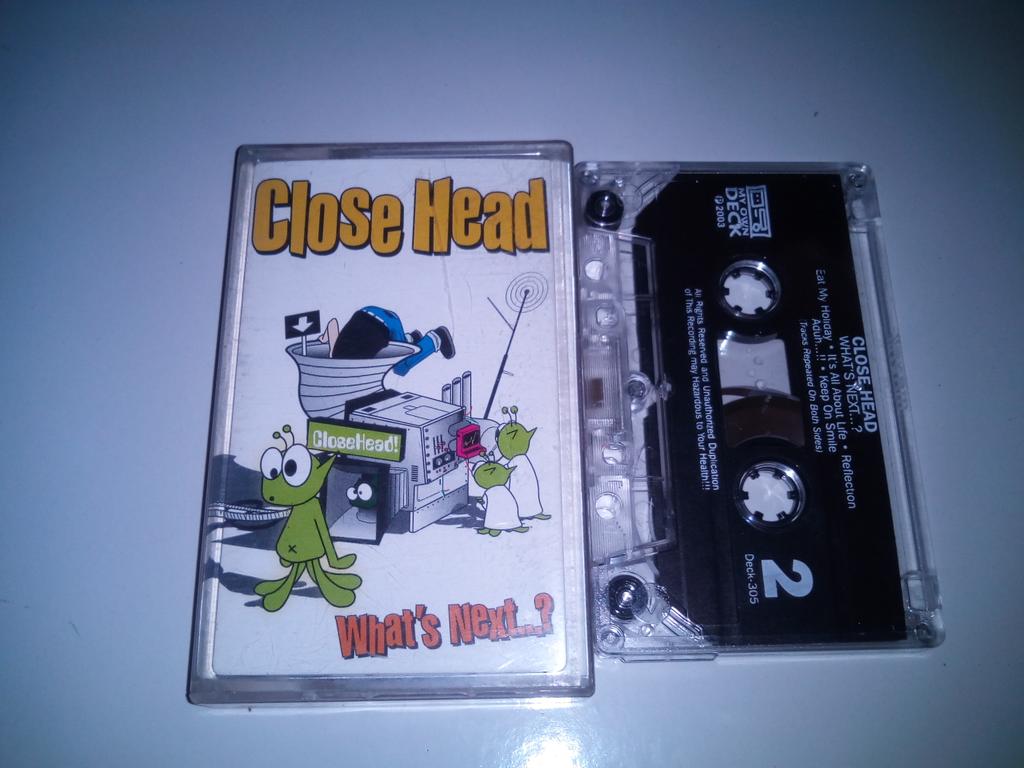 Close Head
CloseHead!
What's Next...?
MY OWN
DECK
℗ 2003
CLOSE HEAD
WHAT'S NEXT...?
Eat My Holiday • It's All About Life • Reflection
Aduh.....!! • Keep On Smile
(Tracks Repeated On Both Sides)
All Rights Reserved and Unauthorized Duplication
of This Recording may Hazardous to Your Health!!!
2
Deck-305